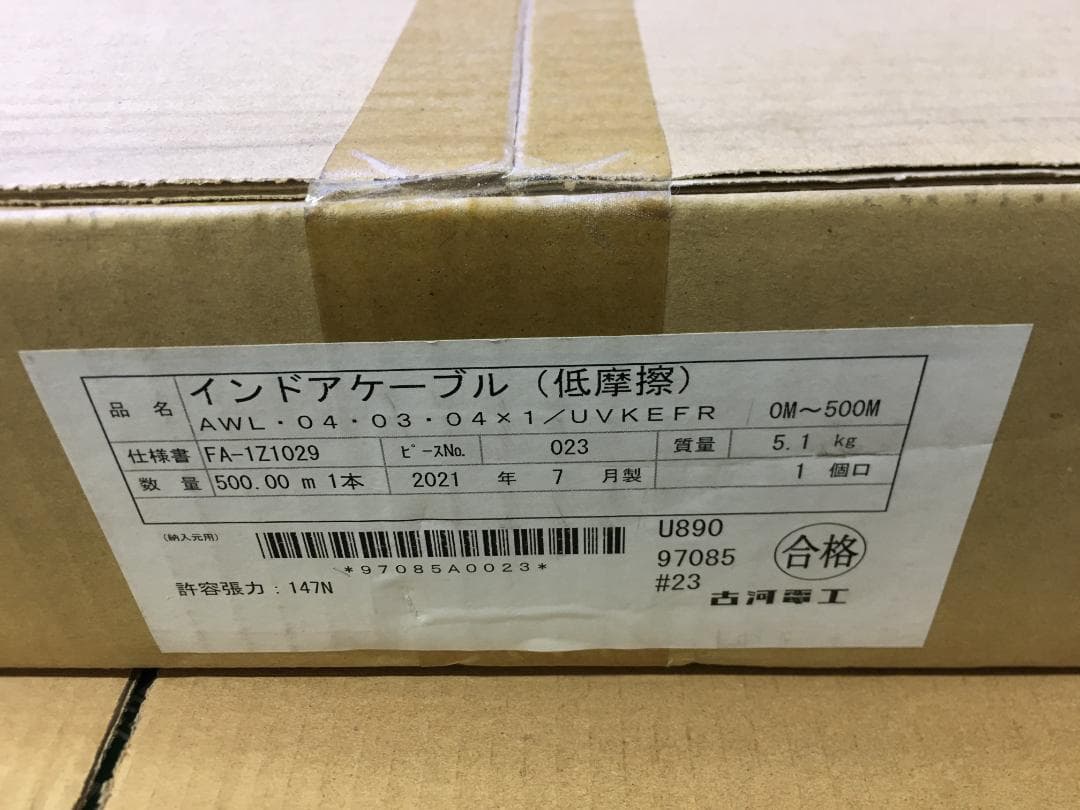 品 名 インドアケーブル (低摩擦)
AWL・04・03・04×1/UVKEFR 0M～500M
仕様書 FA-1Z1029 ピースNo. 023 質量 5.1 kg
数 量 500.00 m 1本 2021 年 7 月製 1 個口
(納入元用)
*97085A0023*
許容張力:147N
U890
97085
#23
合格
古河電工